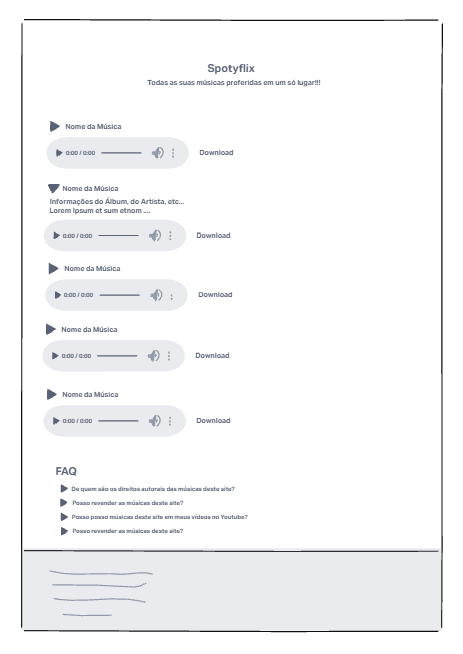 Spotyflix
Todas as suas músicas preferidas em um só lugar!!!
Nome da Música
0:00 / 0:00
Download
Nome da Música
Informações do Álbum, do Artista, etc...
Lorem Ipsum et sum etnom ....
0:00 / 0:00
Download
Nome da Música
0:00 / 0:00
Download
Nome da Música
0:00 / 0:00
Download
Nome da Música
0:00 / 0:00
Download
FAQ
De quem são os direitos autorais das músicas deste site?
Posso revender as músicas deste site?
Posso posso músicas deste site em meus vídeos no Youtube?
Posso revender as músicas deste site?